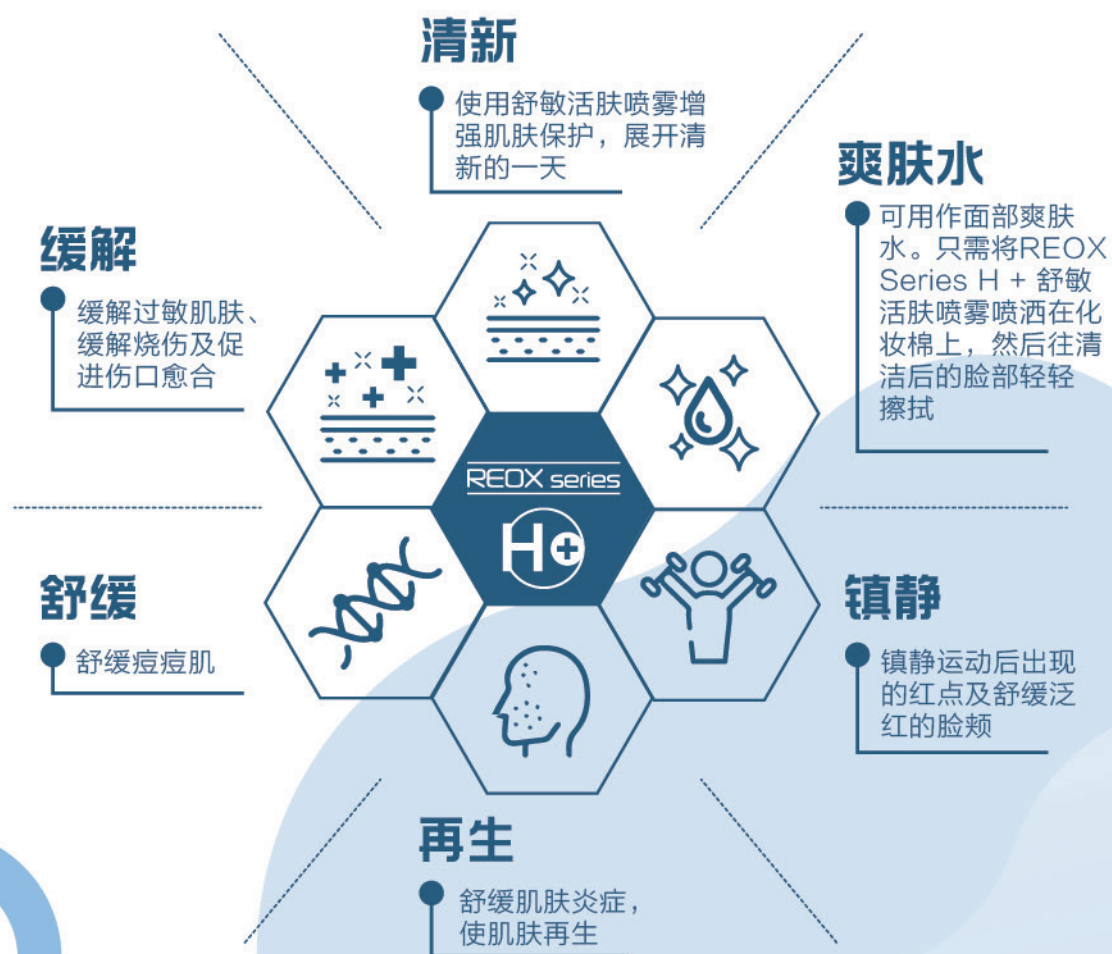 清新
使用舒敏活肤喷雾增
强肌肤保护，展开清
新的一天
爽肤水
可用作面部爽肤
水。只需将REOX
Series H + 舒敏
活肤喷雾喷洒在化
妆棉上，然后往清
洁后的脸部轻轻
擦拭
缓解
缓解过敏肌肤、
缓解烧伤及促
进伤口愈合
REOX series
H+
舒缓
舒缓痘痘肌
镇静
镇静运动后出现
的红点及舒缓泛
红的脸颊
再生
舒缓肌肤炎症，
使肌肤再生